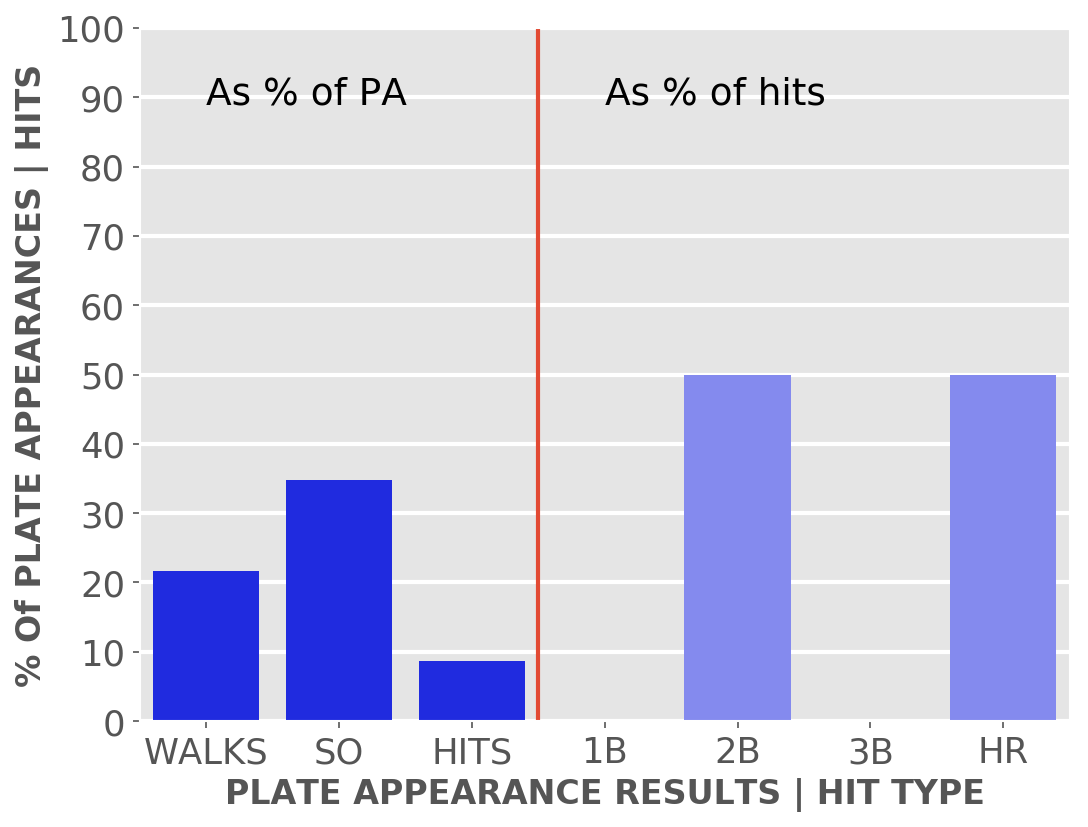 100
90
80
70
60
50
40
30
20
10
0
% Of PLATE APPEARANCES | HITS
As % of PA
As % of hits
WALKS SO HITS 1B 2B 3B HR
PLATE APPEARANCE RESULTS | HIT TYPE